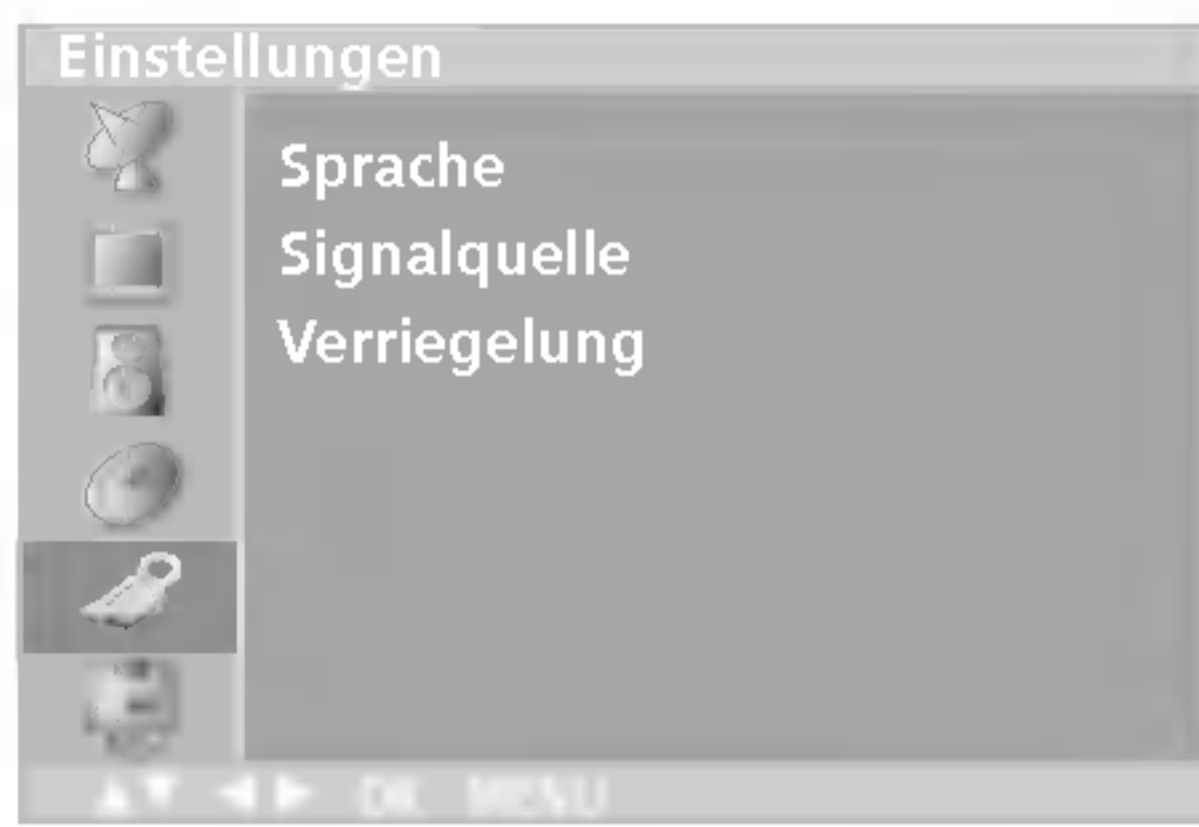 Einstellungen
Sprache
Signalquelle
Verriegelung
▲▼ ◀ ▶ OK MENU